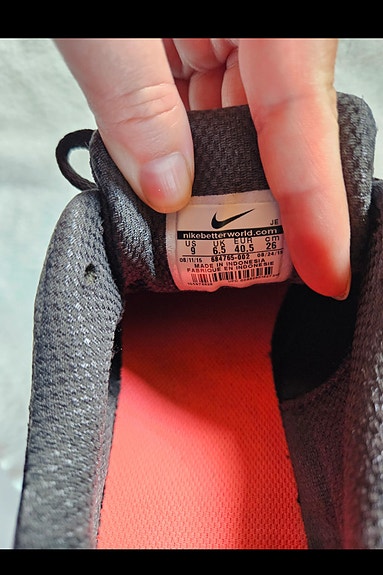 JE
nikebetterworld.com
US UK EUR cm
9 6.5 40.5 26
08/11/15 684765-002 08/24/15
MADE IN INDONESIA
FABRIQUE EN INDONESIE